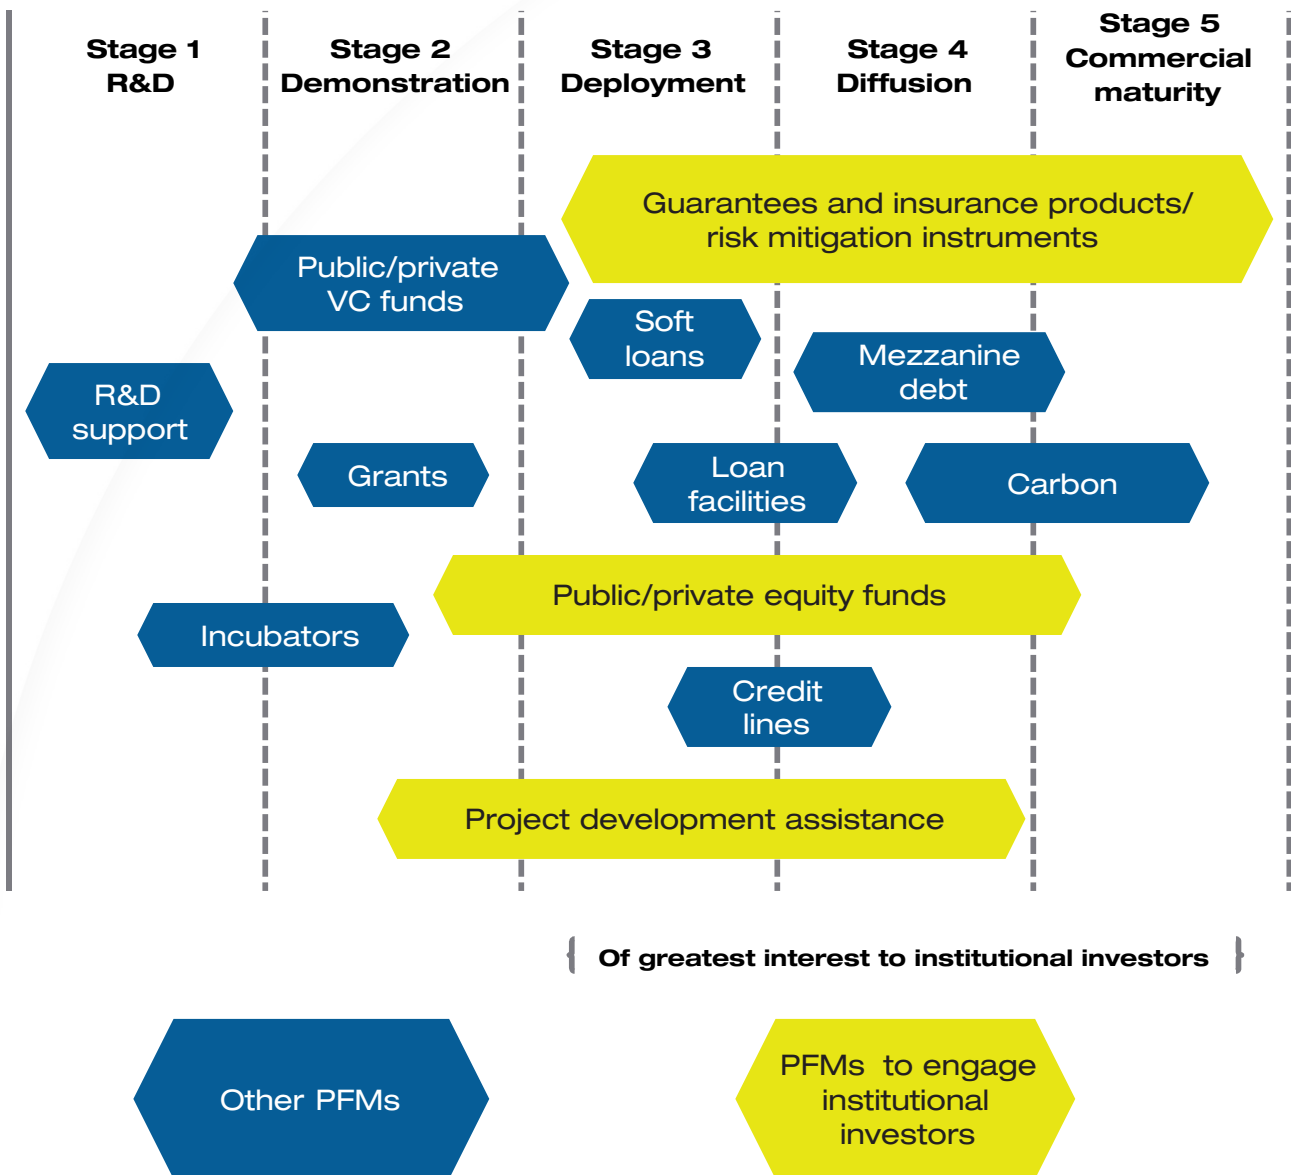 Stage 1
R&D
Stage 2
Demonstration
Stage 3
Deployment
Stage 4
Diffusion
Stage 5
Commercial
maturity
Guarantees and insurance products/
risk mitigation instruments
Public/private
VC funds
Soft
loans
Mezzanine
debt
R&D
support
Grants
Loan
facilities
Carbon
Public/private equity funds
Incubators
Credit
lines
Project development assistance
Of greatest interest to institutional investors
Other PFMs
PFMs to engage
institutional
investors